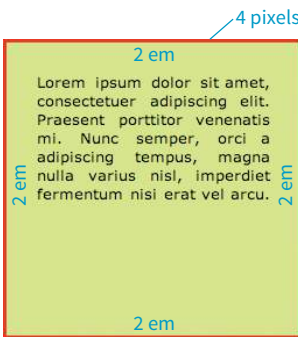 4 pixels
2 em
Lorem ipsum dolor sit amet,
consectetuer adipiscing elit.
Praesent porttitor venenatis
mi. Nunc semper, orci a
adipiscing tempus, magna
nulla varius nisl, imperdiet
fermentum nisi erat vel arcu.
2 em
2 em
2 em